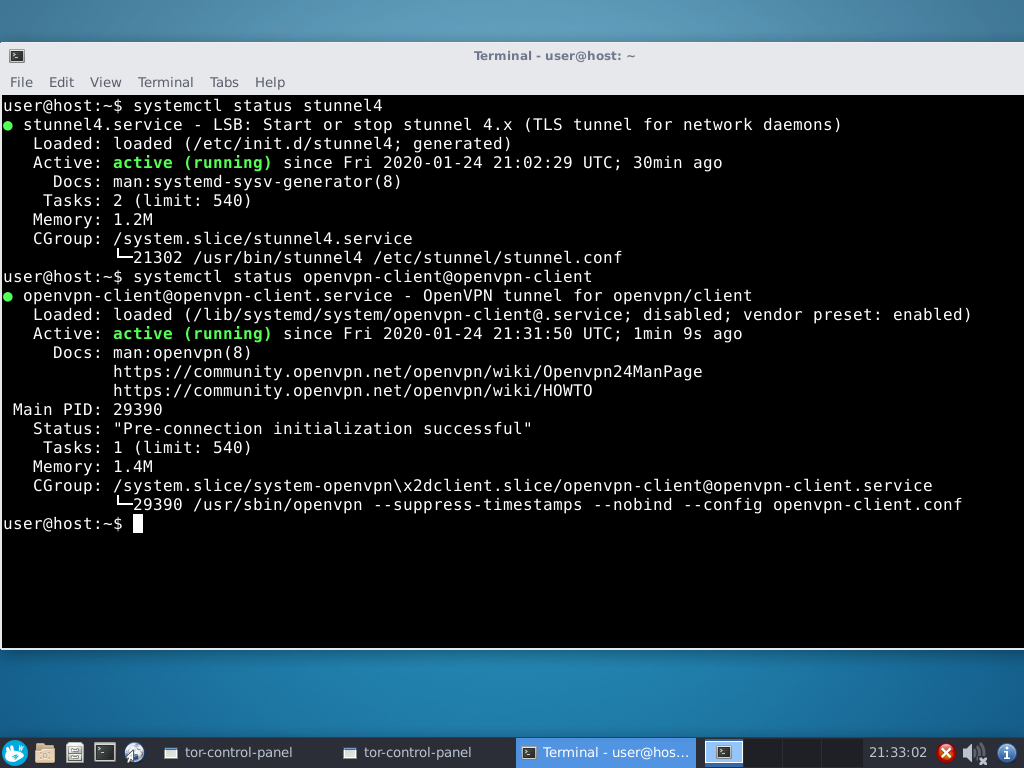 Terminal - user@host: ~
File Edit View Terminal Tabs Help
user@host:~$ systemctl status stunnel4
● stunnel4.service - LSB: Start or stop stunnel 4.x (TLS tunnel for network daemons)
Loaded: loaded (/etc/init.d/stunnel4; generated)
Active: active (running) since Fri 2020-01-24 21:02:29 UTC; 30min ago
Docs: man:systemd-sysv-generator(8)
Tasks: 2 (limit: 540)
Memory: 1.2M
CGroup: /system.slice/stunnel4.service
└─21302 /usr/bin/stunnel4 /etc/stunnel/stunnel.conf
user@host:~$ systemctl status openvpn-client@openvpn-client
● openvpn-client@openvpn-client.service - OpenVPN tunnel for openvpn/client
Loaded: loaded (/lib/systemd/system/openvpn-client@.service; disabled; vendor preset: enabled)
Active: active (running) since Fri 2020-01-24 21:31:50 UTC; 1min 9s ago
Docs: man:openvpn(8)
https://community.openvpn.net/openvpn/wiki/Openvpn24ManPage
https://community.openvpn.net/openvpn/wiki/HOWTO
Main PID: 29390
Status: "Pre-connection initialization successful"
Tasks: 1 (limit: 540)
Memory: 1.4M
CGroup: /system.slice/system-openvpn\x2dclient.slice/openvpn-client@openvpn-client.service
└─29390 /usr/sbin/openvpn --suppress-timestamps --nobind --config openvpn-client.conf
user@host:~$
tor-control-panel tor-control-panel Terminal - user@hos... 21:33:02